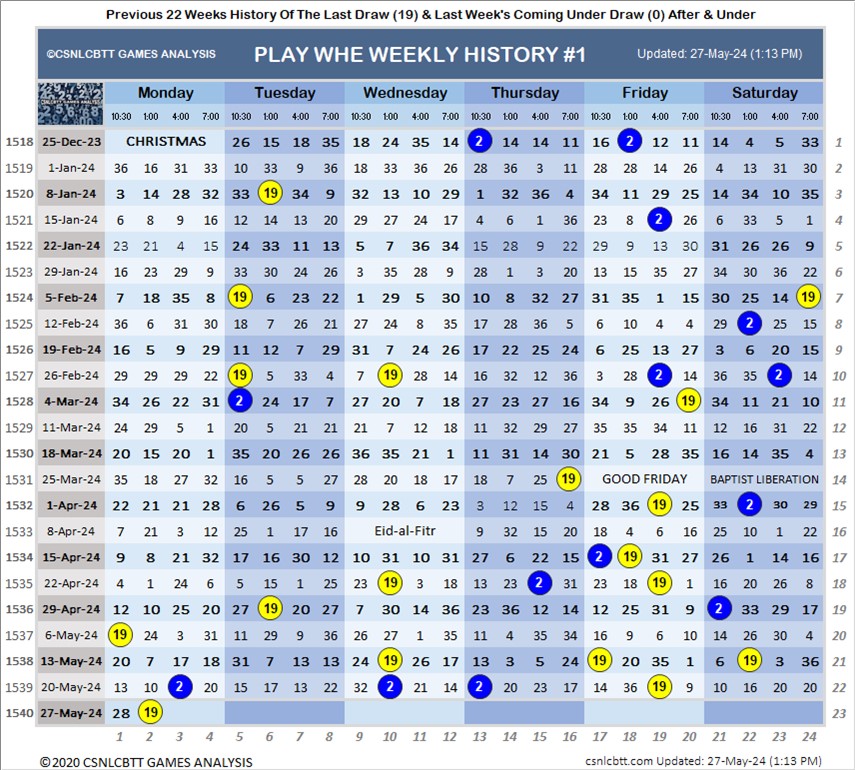 Previous 22 Weeks History Of The Last Draw (19) & Last Week's Coming Under Draw (0) After & Under
©CSNLCBTT GAMES ANALYSIS PLAY WHE WEEKLY HISTORY #1 Updated: 27-May-24 (1:13 PM)
Monday Tuesday Wednesday Thursday Friday Saturday
10:30 1:00 4:00 7:00 10:30 1:00 4:00 7:00 10:30 1:00 4:00 7:00 10:30 1:00 4:00 7:00 10:30 1:00 4:00 7:00 10:30 1:00 4:00 7:00
1518 25-Dec-23 CHRISTMAS 26 15 18 35 18 24 35 14 2 14 14 11 16 2 12 11 14 4 5 33 1
1519 1-Jan-24 36 16 31 33 10 33 9 36 18 33 36 26 28 36 3 11 28 28 14 26 4 13 31 30 2
1520 8-Jan-24 3 14 28 32 33 19 34 9 32 13 10 29 1 32 36 4 34 11 29 25 14 34 10 35 3
1521 15-Jan-24 6 8 9 16 12 14 13 20 29 27 24 17 4 6 1 36 23 8 2 26 6 33 5 1 4
1522 22-Jan-24 23 21 4 15 24 33 11 13 5 7 36 34 15 28 9 22 29 9 13 30 31 26 26 9 5
1523 29-Jan-24 16 23 29 9 33 30 24 26 3 35 28 9 28 1 3 20 13 15 35 27 34 30 36 22 6
1524 5-Feb-24 7 18 35 8 19 6 23 22 1 29 5 30 10 8 32 27 31 35 1 15 30 25 14 19 7
1525 12-Feb-24 36 6 31 30 18 7 26 21 27 24 8 35 17 28 36 5 6 10 4 4 29 2 25 15 8
1526 19-Feb-24 16 5 9 29 11 12 7 29 31 7 24 26 17 22 25 24 6 25 13 27 3 6 20 15 9
1527 26-Feb-24 29 29 29 22 19 5 33 4 7 19 28 14 16 32 12 36 3 28 2 14 36 35 2 14 10
1528 4-Mar-24 34 26 22 31 2 24 17 7 27 20 7 18 27 23 27 16 34 9 26 19 34 11 21 10 11
1529 11-Mar-24 24 29 5 1 20 5 21 21 21 7 12 18 11 32 29 27 35 35 34 11 12 16 31 22 12
1530 18-Mar-24 20 15 20 1 35 20 26 26 36 35 21 1 11 31 14 30 21 5 28 35 16 14 35 4 13
1531 25-Mar-24 35 18 31 27 16 5 5 27 28 20 18 17 18 7 25 19 GOOD FRIDAY BAPTIST LIBERATION 14
1532 1-Apr-24 22 21 21 28 6 26 5 9 9 28 6 23 7 12 15 4 28 36 19 25 33 2 30 29 15
1533 8-Apr-24 7 21 3 12 25 1 17 16 Eid-al-Fitr 9 32 15 20 18 4 6 16 25 10 1 22 16
1534 15-Apr-24 9 8 21 32 17 16 30 12 10 31 10 31 27 6 22 15 2 19 31 27 26 1 14 16 17
1535 22-Apr-24 4 1 24 6 5 15 1 25 23 19 3 18 13 23 2 31 23 18 19 1 16 20 26 8 18
1536 29-Apr-24 12 10 25 20 27 19 20 27 7 30 14 36 23 36 12 14 12 25 31 9 2 33 29 17 19
1537 6-May-24 19 24 3 31 11 29 9 36 26 27 1 35 11 4 35 34 16 9 6 10 14 26 30 4 20
1538 13-May-24 20 7 17 18 31 7 13 13 24 19 26 17 13 3 5 24 17 20 35 1 6 19 3 36 21
1539 20-May-24 13 10 2 20 15 17 13 22 32 2 21 14 2 20 23 17 14 36 19 9 10 16 20 20 22
1540 27-May-24 28 19 23
1 2 3 4 5 6 7 8 9 10 11 12 13 14 15 16 17 18 19 20 21 22 23 24
©2020 CSNLCBTT GAMES ANALYSIS csnlcbtt.com Updated: 27-May-24 (1:13 PM)